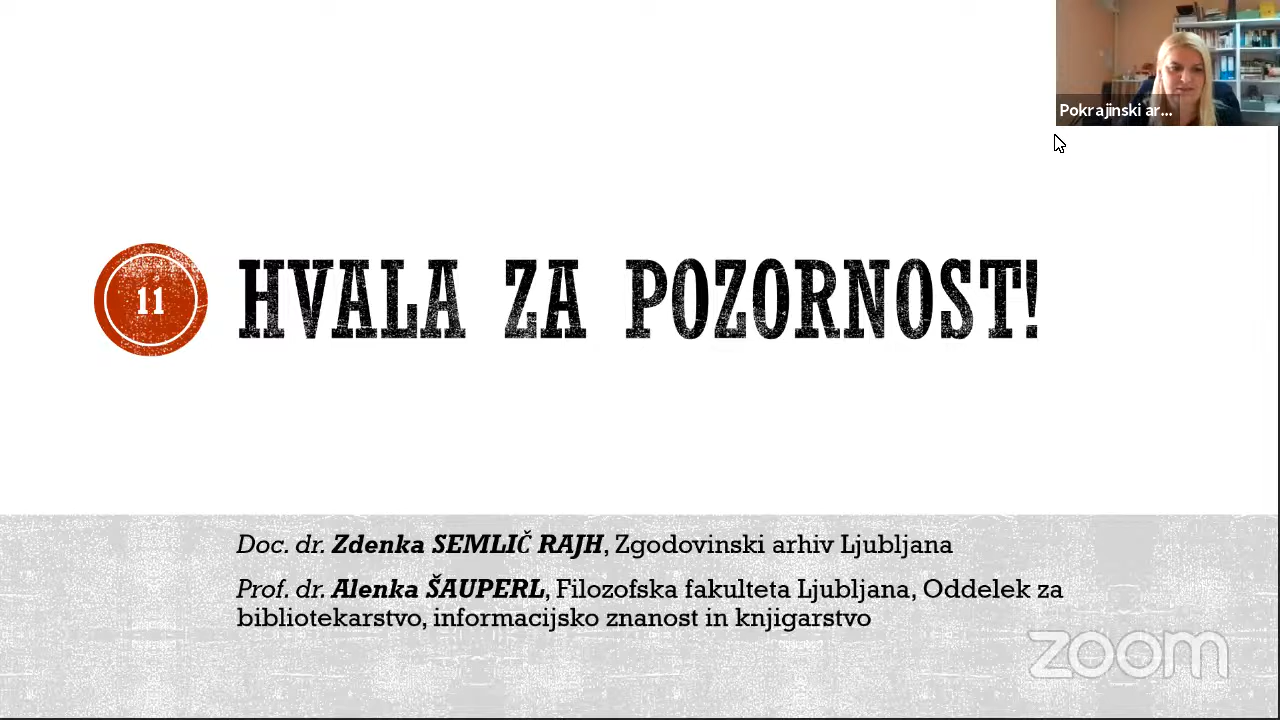 Pokrajinski ar...
11
HVALA ZA POZORNOST!
Doc. dr. Zdenka SEMLIČ RAJH, Zgodovinski arhiv Ljubljana
Prof. dr. Alenka ŠAUPERL, Filozofska fakulteta Ljubljana, Oddelek za
bibliotekarstvo, informacijsko znanost in knjigarstvo
zoom